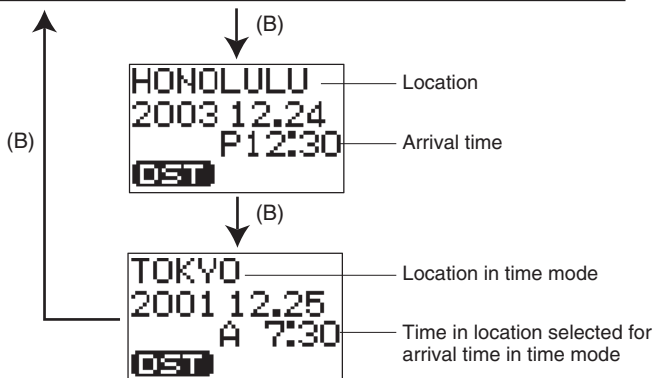 (B)
HONOLULU
Location
2003 12.24
P12:30
Arrival time
DST
(B)
(B)
TOKYO
Location in time mode
2001 12.25
A 7:30
Time in location selected for
arrival time in time mode
DST